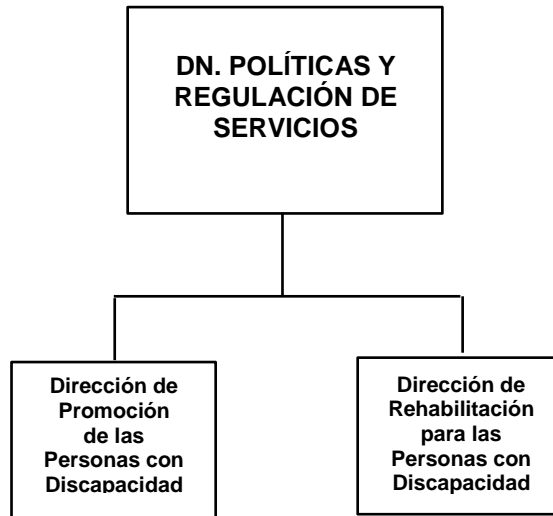 DN. POLÍTICAS Y
REGULACIÓN DE
SERVICIOS
Dirección de
Promoción
de las
Personas con
Discapacidad
Dirección de
Rehabilitación
para las
Personas con
Discapacidad